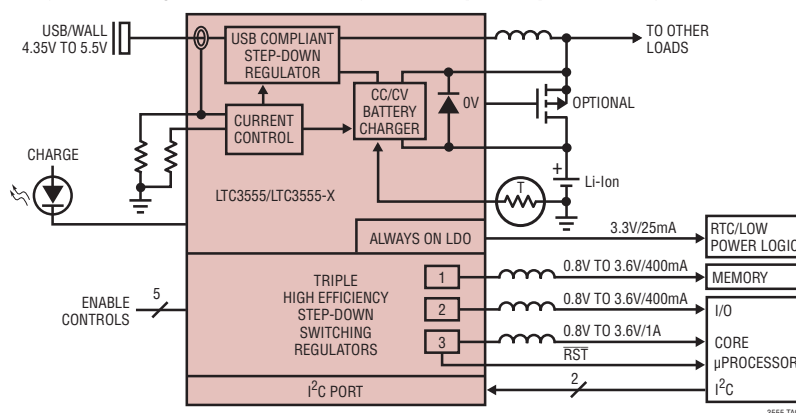 USB/WALL
4.35V TO 5.5V
USB COMPLIANT
STEP-DOWN
REGULATOR
TO OTHER
LOADS
CC/CV
BATTERY
CHARGER
0V
OPTIONAL
CURRENT
CONTROL
CHARGE
LTC3555/LTC3555-X
T
+
Li-Ion
ALWAYS ON LDO
3.3V/25mA
RTC/LOW
POWER LOGIC
ENABLE
CONTROLS
5
TRIPLE
HIGH EFFICIENCY
STEP-DOWN
SWITCHING
REGULATORS
1
0.8V TO 3.6V/400mA
MEMORY
2
0.8V TO 3.6V/400mA
I/O
3
0.8V TO 3.6V/1A
CORE
RST
µPROCESSOR
I2C PORT
2
I2C